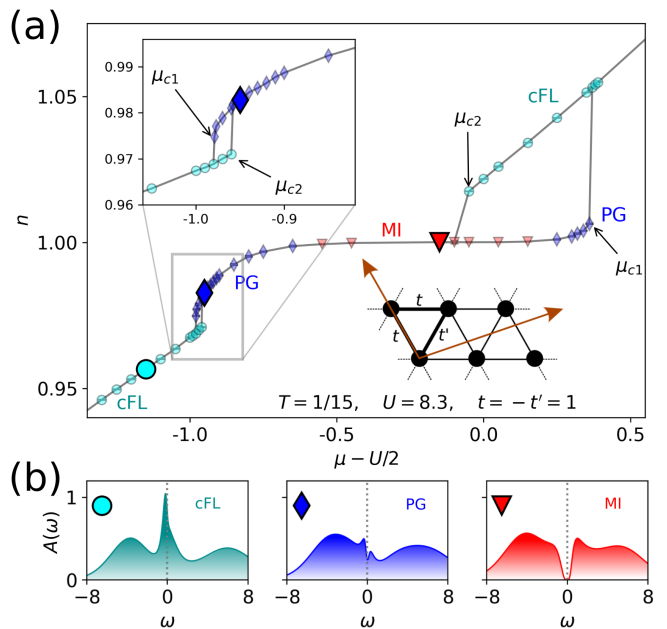 (a)
0.99
0.98
0.97
0.96
-1.0
-0.9
μc1
μc2
1.05
1.00
0.95
n
cFL
μc2
MI
PG
μc1
PG
cFL
t
t
t'
T = 1/15, U = 8.3, t = −t' = 1
-1.0
-0.5
0.0
0.5
μ − U/2
(b)
1
0
A(ω)
cFL
PG
MI
−8 0 8
−8 0 8
−8 0 8
ω
ω
ω